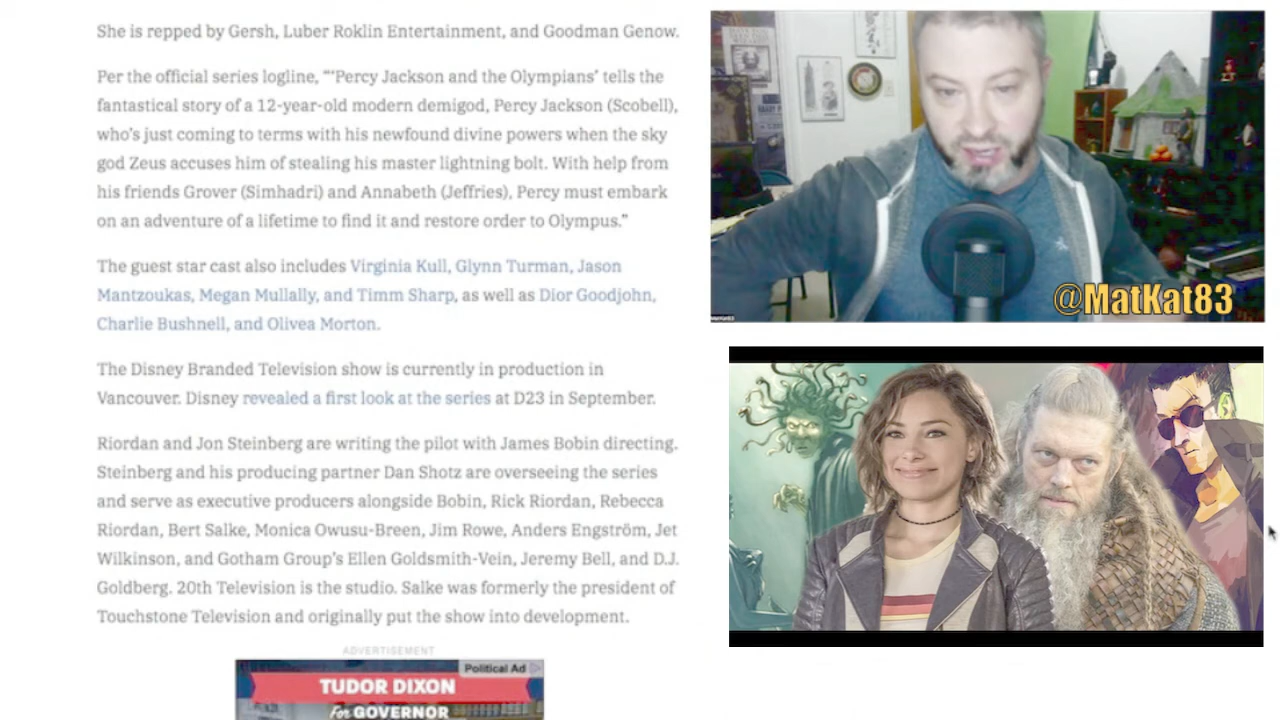 She is repped by Gersh, Luber Roklin Entertainment, and Goodman Genow.
Per the official series logline, “‘Percy Jackson and the Olympians’ tells the
fantastical story of a 12-year-old modern demigod, Percy Jackson (Scobell),
who’s just coming to terms with his newfound divine powers when the sky
god Zeus accuses him of stealing his master lightning bolt. With help from
his friends Grover (Simhadri) and Annabeth (Jeffries), Percy must embark
on an adventure of a lifetime to find it and restore order to Olympus.”
The guest star cast also includes Virginia Kull, Glynn Turman, Jason
Mantzoukas, Megan Mullally, and Timm Sharp, as well as Dior Goodjohn,
Charlie Bushnell, and Olivea Morton.
The Disney Branded Television show is currently in production in
Vancouver. Disney revealed a first look at the series at D23 in September.
Riordan and Jon Steinberg are writing the pilot with James Bobin directing.
Steinberg and his producing partner Dan Shotz are overseeing the series
and serve as executive producers alongside Bobin, Rick Riordan, Rebecca
Riordan, Bert Salke, Monica Owusu-Breen, Jim Rowe, Anders Engström, Jet
Wilkinson, and Gotham Group’s Ellen Goldsmith-Vein, Jeremy Bell, and D.J.
Goldberg. 20th Television is the studio. Salke was formerly the president of
Touchstone Television and originally put the show into development.
ADVERTISEMENT
Political Ad
TUDOR DIXON
For GOVERNOR
@MatKat83
MatKat83